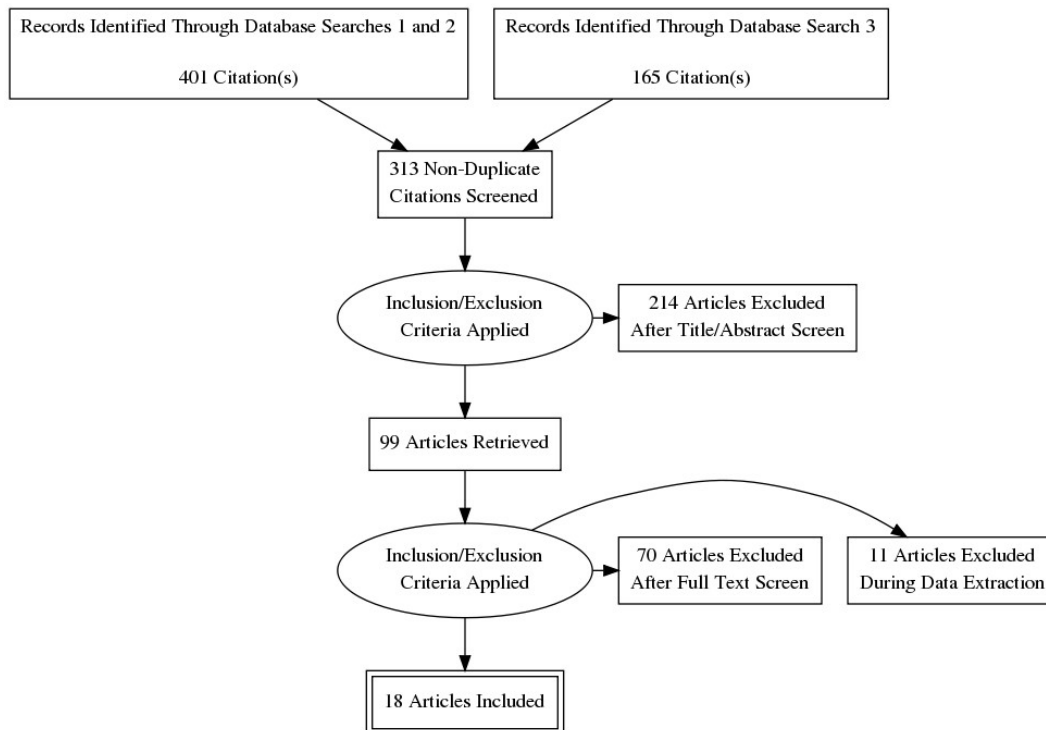 Records Identified Through Database Searches 1 and 2
401 Citation(s)
Records Identified Through Database Search 3
165 Citation(s)
313 Non-Duplicate
Citations Screened
Inclusion/Exclusion
Criteria Applied
214 Articles Excluded
After Title/Abstract Screen
99 Articles Retrieved
Inclusion/Exclusion
Criteria Applied
70 Articles Excluded
After Full Text Screen
11 Articles Excluded
During Data Extraction
18 Articles Included